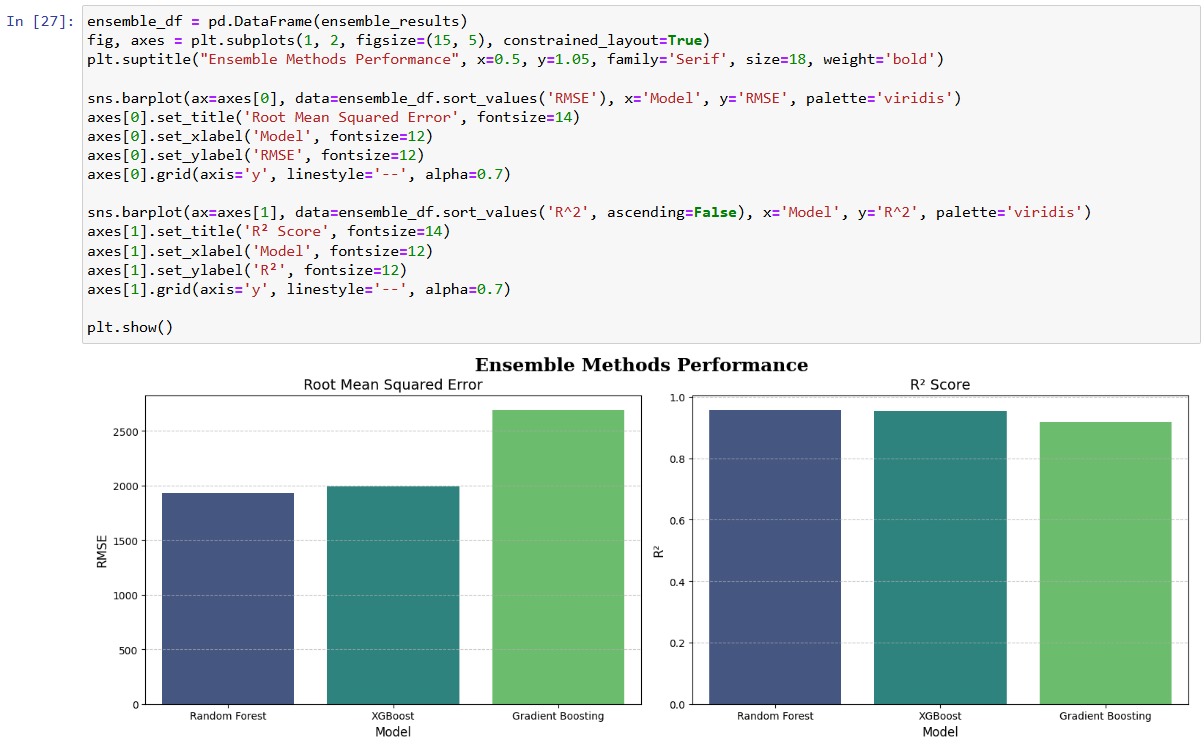 In [27]:
ensemble_df = pd.DataFrame(ensemble_results)
fig, axes = plt.subplots(1, 2, figsize=(15, 5), constrained_layout=True)
plt.suptitle("Ensemble Methods Performance", x=0.5, y=1.05, family='Serif', size=18, weight='bold')

sns.barplot(ax=axes[0], data=ensemble_df.sort_values('RMSE'), x='Model', y='RMSE', palette='viridis')
axes[0].set_title('Root Mean Squared Error', fontsize=14)
axes[0].set_xlabel('Model', fontsize=12)
axes[0].set_ylabel('RMSE', fontsize=12)
axes[0].grid(axis='y', linestyle='--', alpha=0.7)

sns.barplot(ax=axes[1], data=ensemble_df.sort_values('R^2', ascending=False), x='Model', y='R^2', palette='viridis')
axes[1].set_title('R² Score', fontsize=14)
axes[1].set_xlabel('Model', fontsize=12)
axes[1].set_ylabel('R²', fontsize=12)
axes[1].grid(axis='y', linestyle='--', alpha=0.7)

plt.show()
Ensemble Methods Performance
Root Mean Squared Error
RMSE
2500
2000
1500
1000
500
0
Random Forest XGBoost Gradient Boosting
Model
R² Score
R²
1.0
0.8
0.6
0.4
0.2
0.0
Random Forest XGBoost Gradient Boosting
Model